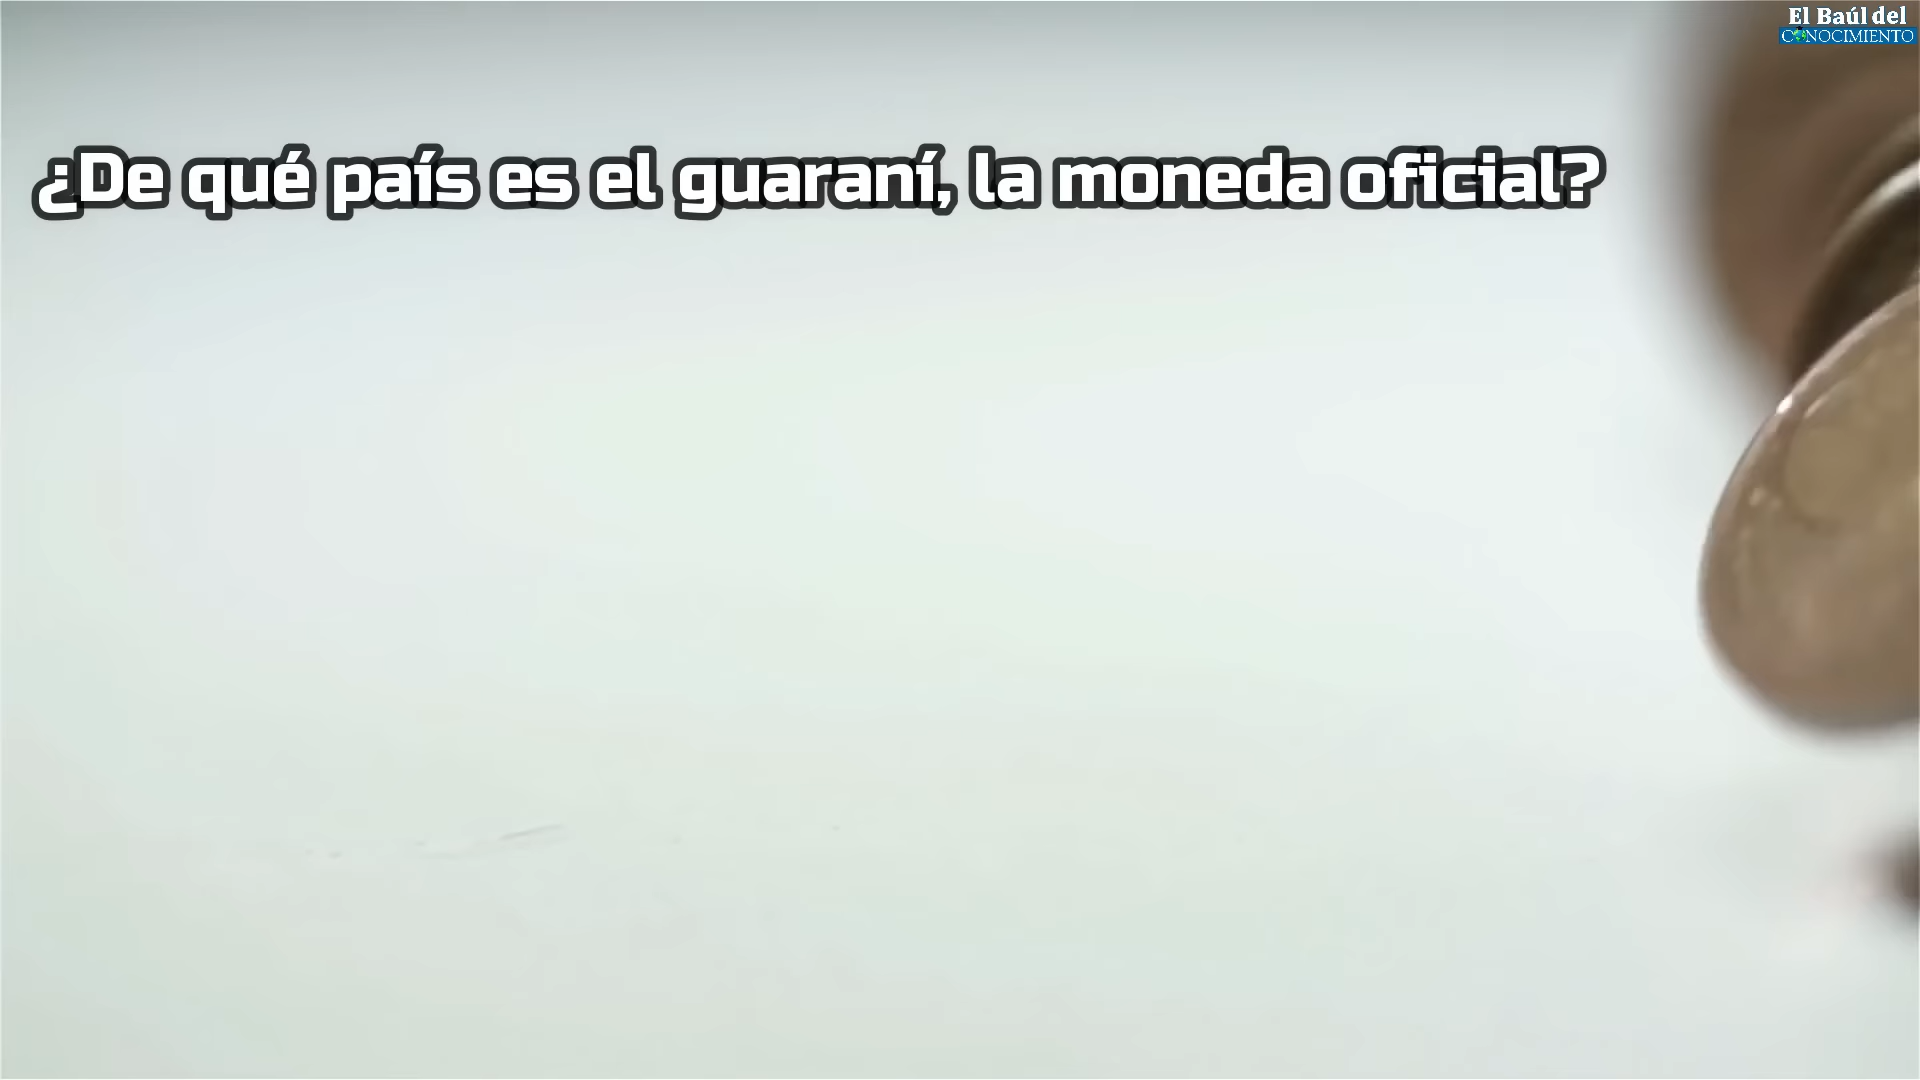 El Baúl del
CONOCIMIENTO
¿De qué país es el guaraní, la moneda oficial?